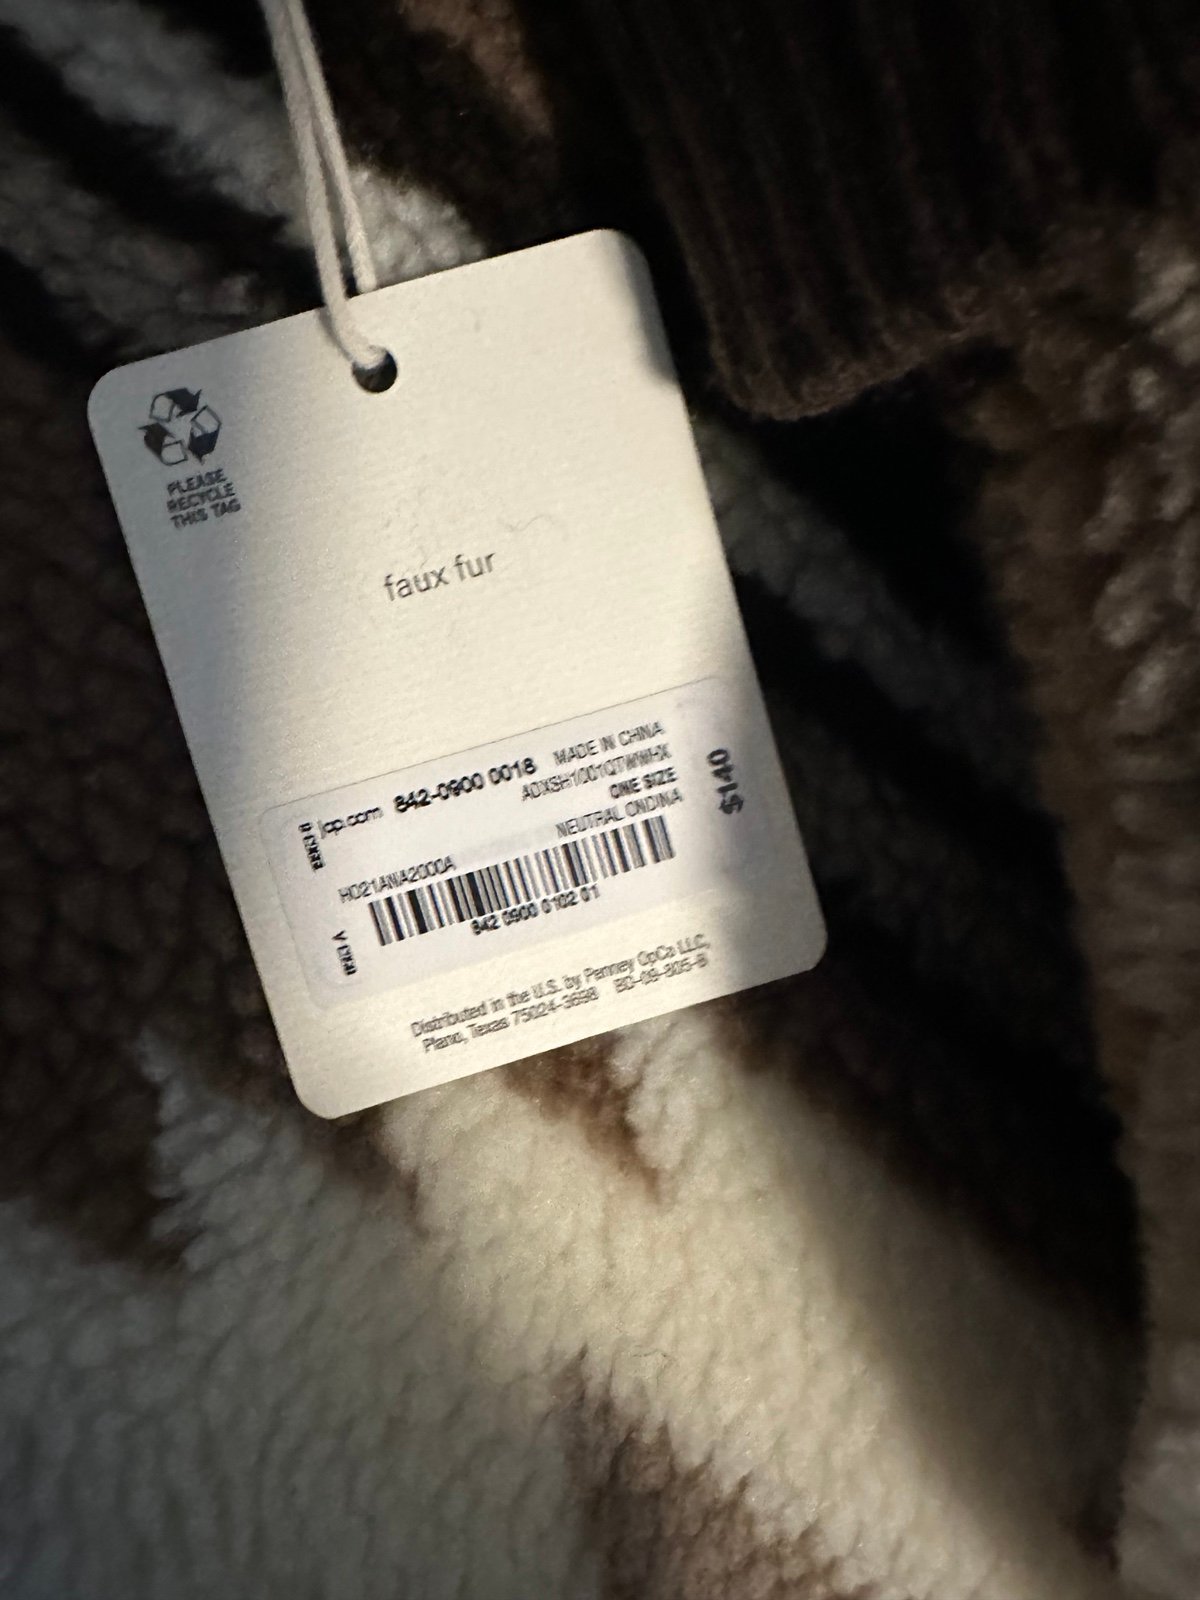 PLEASE
RECYCLE
THIS TAG
faux fur
jcp.com 842-0900 0018 MADE IN CHINA
ONE SIZE
NEUTRAL ONDINA
842 0900 0102 01
$140
Distributed in the U.S. by Penney OpCo LLC,
Plano, Texas 75024-3698